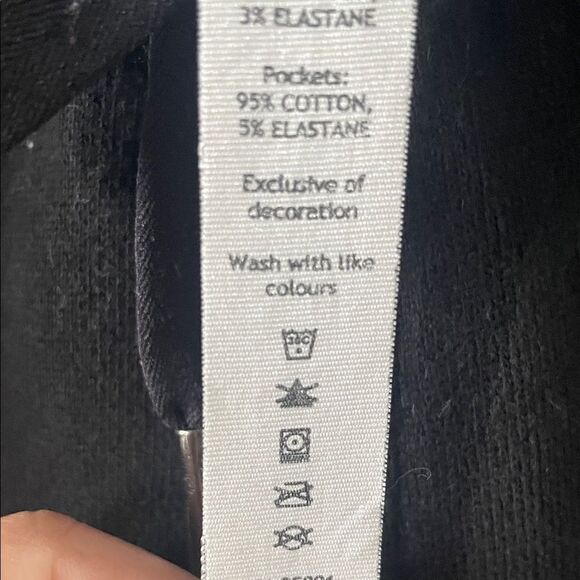 3% ELASTANE
Pockets:
95% COTTON,
5% ELASTANE
Exclusive of
decoration
Wash with like
colours